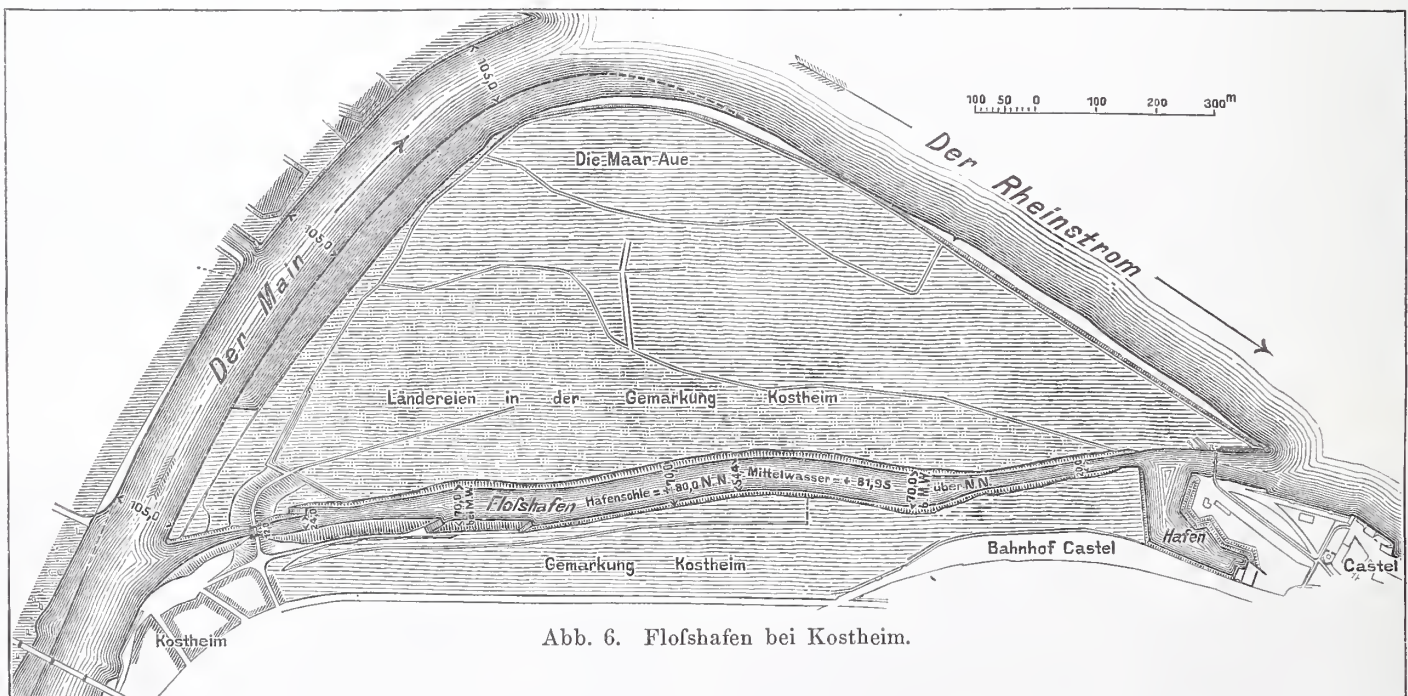 100 50 0 100 200 300 m
Der Rheinstrom
105,0
Die Maar-Aue
105,0
Der Main
Ländereien in der Gemarkung Kostheim
Floſshafen Hafensohle = + 80,0 N.N. Mittelwasser = + 81,95 über N.N.
105,0
Hafen
Bahnhof Castel
Castel
Gemarkung Kostheim
Kostheim
Abb. 6. Floſshafen bei Kostheim.